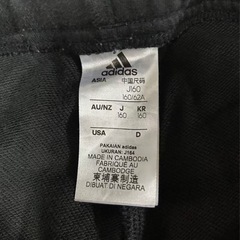 adidas
ASIA 中国尺码
J160
160/62A
AU/NZ J KR
160 160 160
USA D
PAKAIAN adidas
UKURAN: J164
MADE IN CAMBODIA
FABRIQUÉ AU
CAMBODGE
柬埔寨制造
DIBUAT DI NEGARA